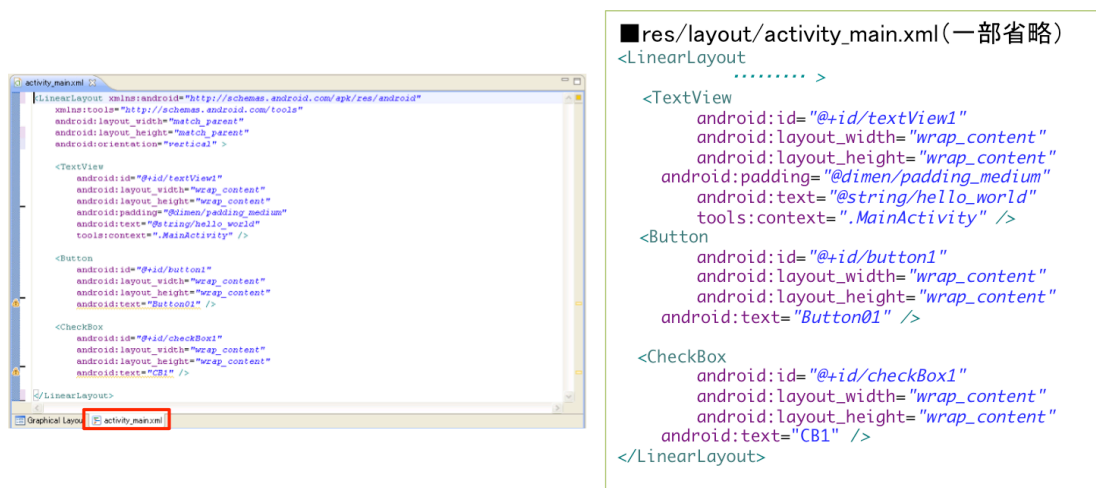 activity_main.xml
<LinearLayout xmlns:android="http://schemas.android.com/apk/res/android"
xmlns:tools="http://schemas.android.com/tools"
android:layout_width="match_parent"
android:layout_height="match_parent"
android:orientation="vertical" >
<TextView
android:id="@+id/textView1"
android:layout_width="wrap_content"
android:layout_height="wrap_content"
android:padding="@dimen/padding_medium"
android:text="@string/hello_world"
tools:context=".MainActivity" />
<Button
android:id="@+id/button1"
android:layout_width="wrap_content"
android:layout_height="wrap_content"
android:text="Button01" />
<CheckBox
android:id="@+id/checkBox1"
android:layout_width="wrap_content"
android:layout_height="wrap_content"
android:text="CB1" />
</LinearLayout>
Graphical Layou activity_main.xml
■res/layout/activity_main.xml(一部省略)
<LinearLayout
········· >
<TextView
android:id="@+id/textView1"
android:layout_width="wrap_content"
android:layout_height="wrap_content"
android:padding="@dimen/padding_medium"
android:text="@string/hello_world"
tools:context=".MainActivity" />
<Button
android:id="@+id/button1"
android:layout_width="wrap_content"
android:layout_height="wrap_content"
android:text="Button01" />
<CheckBox
android:id="@+id/checkBox1"
android:layout_width="wrap_content"
android:layout_height="wrap_content"
android:text="CB1" />
</LinearLayout>